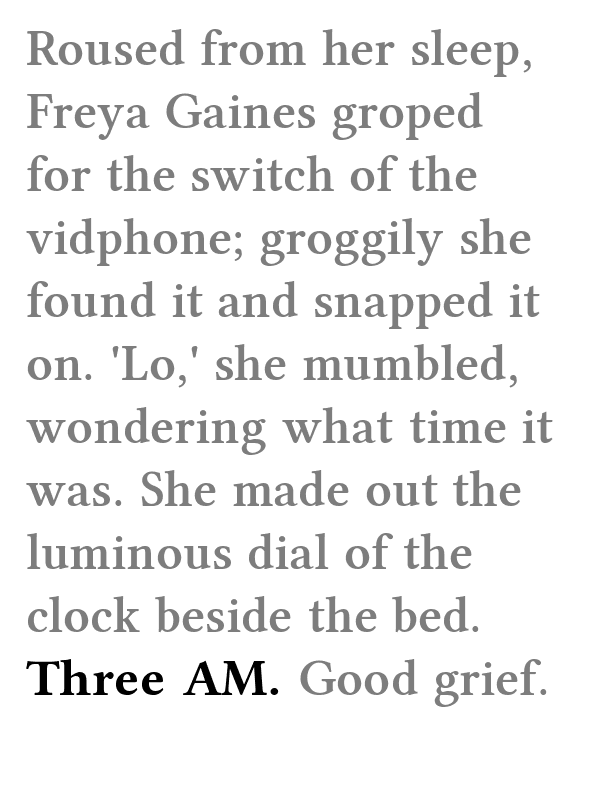 Roused from her sleep,
Freya Gaines groped
for the switch of the
vidphone; groggily she
found it and snapped it
on. 'Lo,' she mumbled,
wondering what time it
was. She made out the
luminous dial of the
clock beside the bed.
Three AM. Good grief.